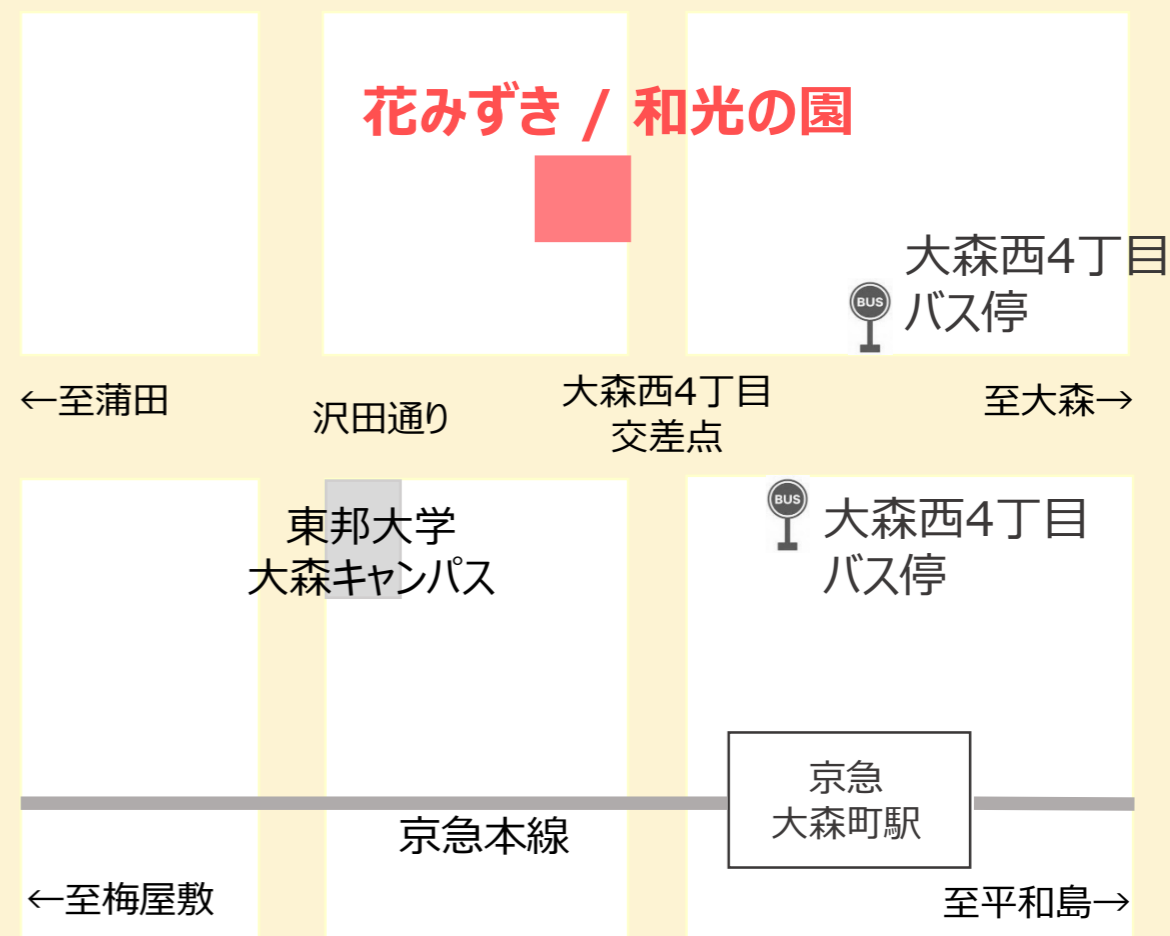 花みずき / 和光の園
大森西4丁目
BUS
バス停
←至蒲田
沢田通り
大森西4丁目
交差点
至大森→
東邦大学
大森キャンパス
BUS
大森西4丁目
バス停
京急
大森町駅
京急本線
←至梅屋敷
至平和島→